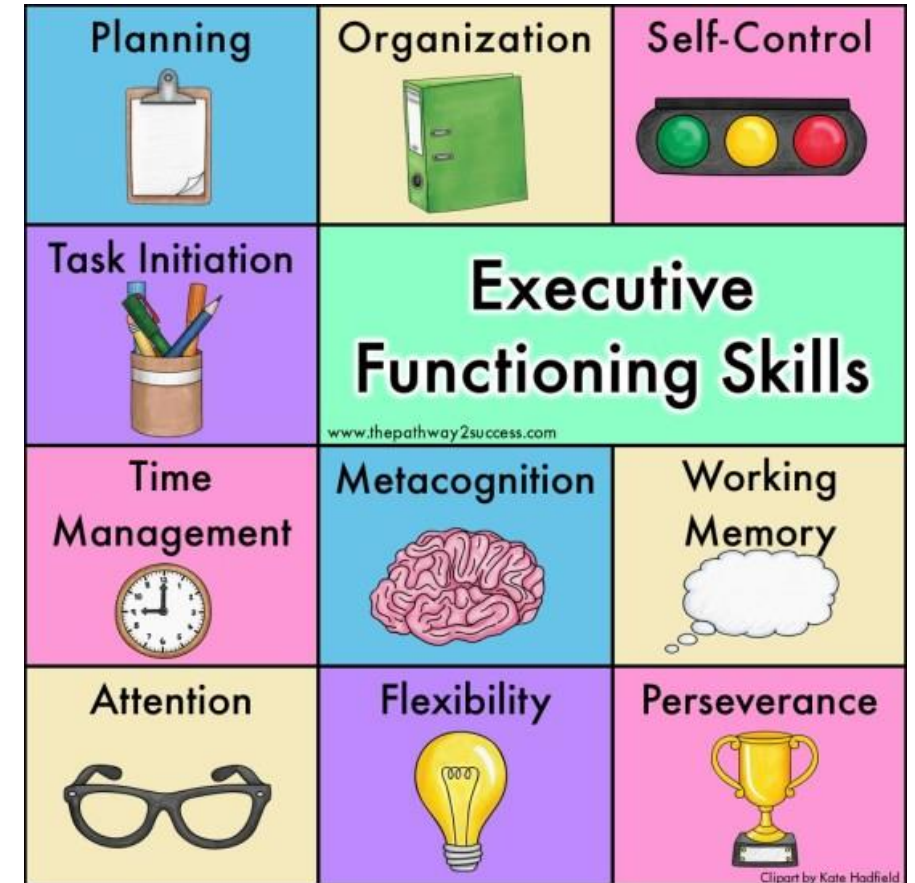 Planning
Organization
Self-Control
Task Initiation
Executive
Functioning Skills
www.thepathway2success.com
Time
Management
Metacognition
Working
Memory
Attention
Flexibility
Perseverance
Clipart by Kate Hadfield